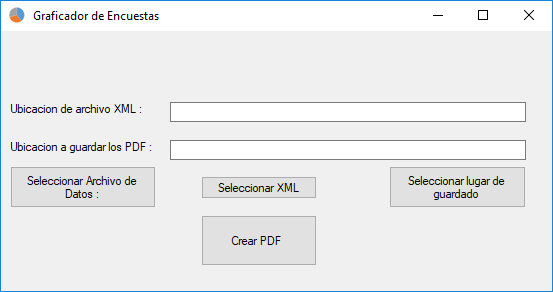 Graficador de Encuestas
Ubicacion de archivo XML :
Ubicacion a guardar los PDF :
Seleccionar Archivo de
Datos :
Seleccionar XML
Seleccionar lugar de
guardado
Crear PDF